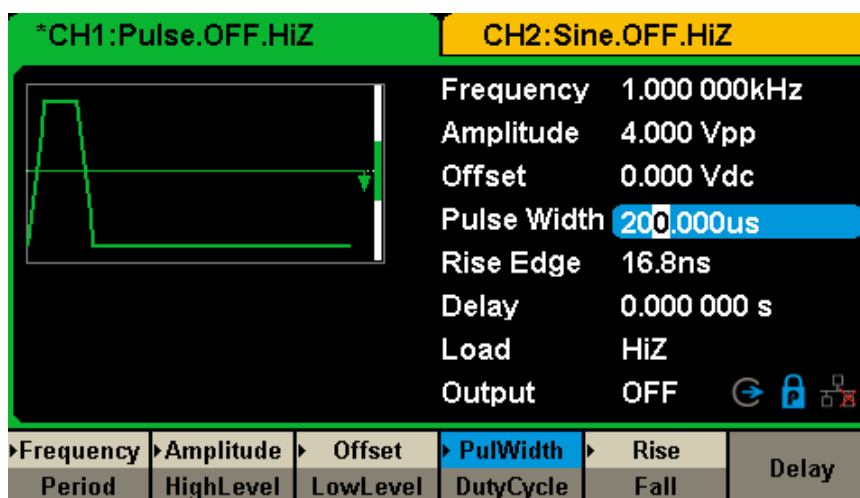 *CH1:Pulse.OFF.HiZ CH2:Sine.OFF.HiZ
Frequency 1.000 000kHz
Amplitude 4.000 Vpp
Offset 0.000 Vdc
Pulse Width 200.000us
Rise Edge 16.8ns
Delay 0.000 000 s
Load HiZ
Output OFF P
Frequency Amplitude Offset PulWidth Rise Delay
Period HighLevel LowLevel DutyCycle Fall